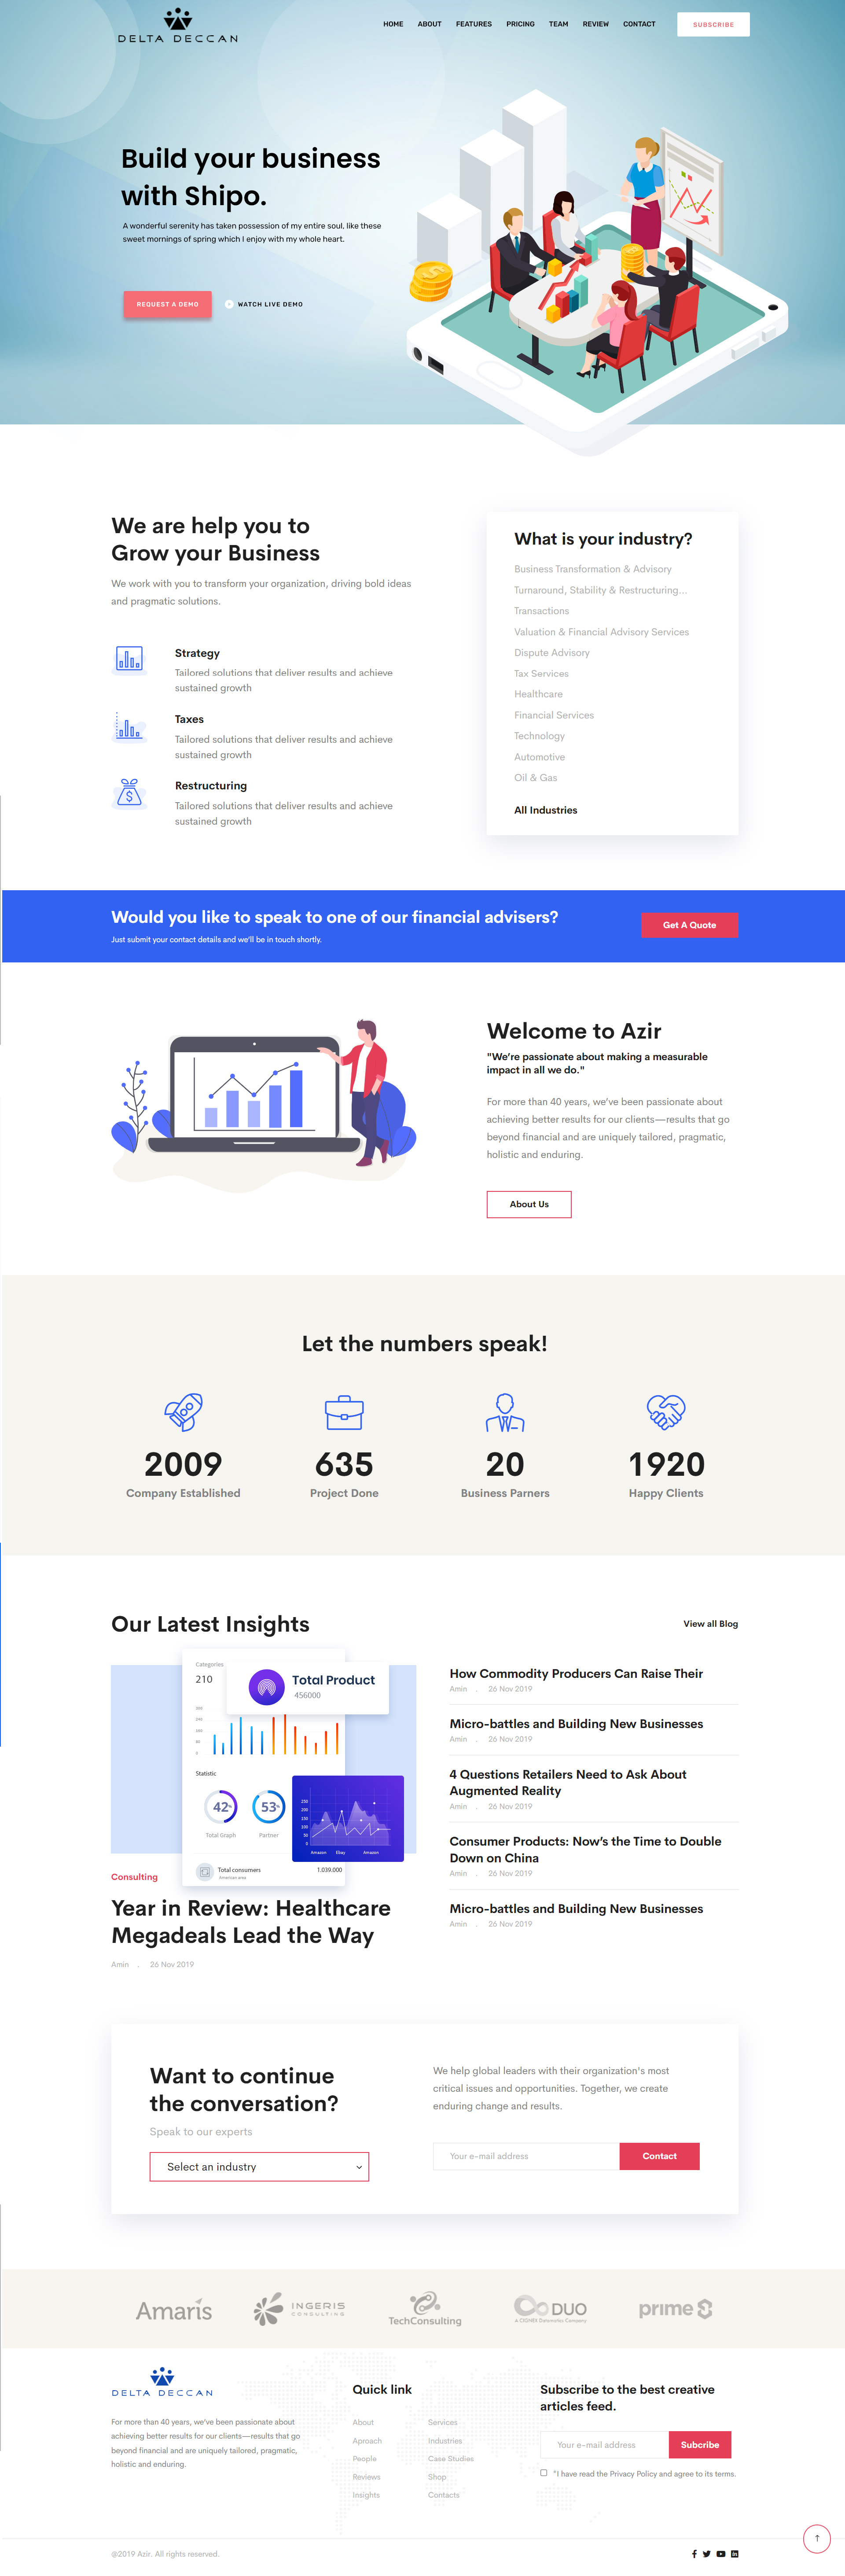 DELTA DECCAN
HOME ABOUT FEATURES PRICING TEAM REVIEW CONTACT SUBSCRIBE
Build your business
with Shipo.
A wonderful serenity has taken possession of my entire soul, like these
sweet mornings of spring which I enjoy with my whole heart.
REQUEST A DEMO WATCH LIVE DEMO
We are help you to
Grow your Business
We work with you to transform your organization, driving bold ideas
and pragmatic solutions.
Strategy
Tailored solutions that deliver results and achieve
sustained growth
Taxes
Tailored solutions that deliver results and achieve
sustained growth
Restructuring
Tailored solutions that deliver results and achieve
sustained growth
What is your industry?
Business Transformation & Advisory
Turnaround, Stability & Restructuring...
Transactions
Valuation & Financial Advisory Services
Dispute Advisory
Tax Services
Healthcare
Financial Services
Technology
Automotive
Oil & Gas
All Industries
Would you like to speak to one of our financial advisers?
Just submit your contact details and we'll be in touch shortly.
Get A Quote
Welcome to Azir
"We're passionate about making a measurable
impact in all we do."
For more than 40 years, we've been passionate about
achieving better results for our clients—results that go
beyond financial and are uniquely tailored, pragmatic,
holistic and enduring.
About Us
Let the numbers speak!
2009 635 20 1920
Company Established Project Done Business Parners Happy Clients
Our Latest Insights
View all Blog
Categories
210
Total Product
456000
Statistic
42%
53%
Total Graph Partner
250
200
150
100
50
0
Amazon Ebay Amazon
Total consumers 1.039.000
American area
Consulting
Year in Review: Healthcare
Megadeals Lead the Way
Amin . 26 Nov 2019
How Commodity Producers Can Raise Their
Amin . 26 Nov 2019
Micro-battles and Building New Businesses
Amin . 26 Nov 2019
4 Questions Retailers Need to Ask About
Augmented Reality
Amin . 26 Nov 2019
Consumer Products: Now's the Time to Double
Down on China
Amin . 26 Nov 2019
Micro-battles and Building New Businesses
Amin . 26 Nov 2019
Want to continue
the conversation?
Speak to our experts
Select an industry
We help global leaders with their organization's most
critical issues and opportunities. Together, we create
enduring change and results.
Your e-mail address Contact
Amaris
INGERIS
CONSULTING
TechConsulting
DUO
A CIGNEX Datamatics Company
prime
DELTA DECCAN
For more than 40 years, we've been passionate about
achieving better results for our clients—results that go
beyond financial and are uniquely tailored, pragmatic,
holistic and enduring.
Quick link
About Services
Aproach Industries
People Case Studies
Reviews Shop
Insights Contacts
Subscribe to the best creative
articles feed.
Your e-mail address Subcribe
"I have read the Privacy Policy and agree to its terms.
@2019 Azir. All rights reserved.